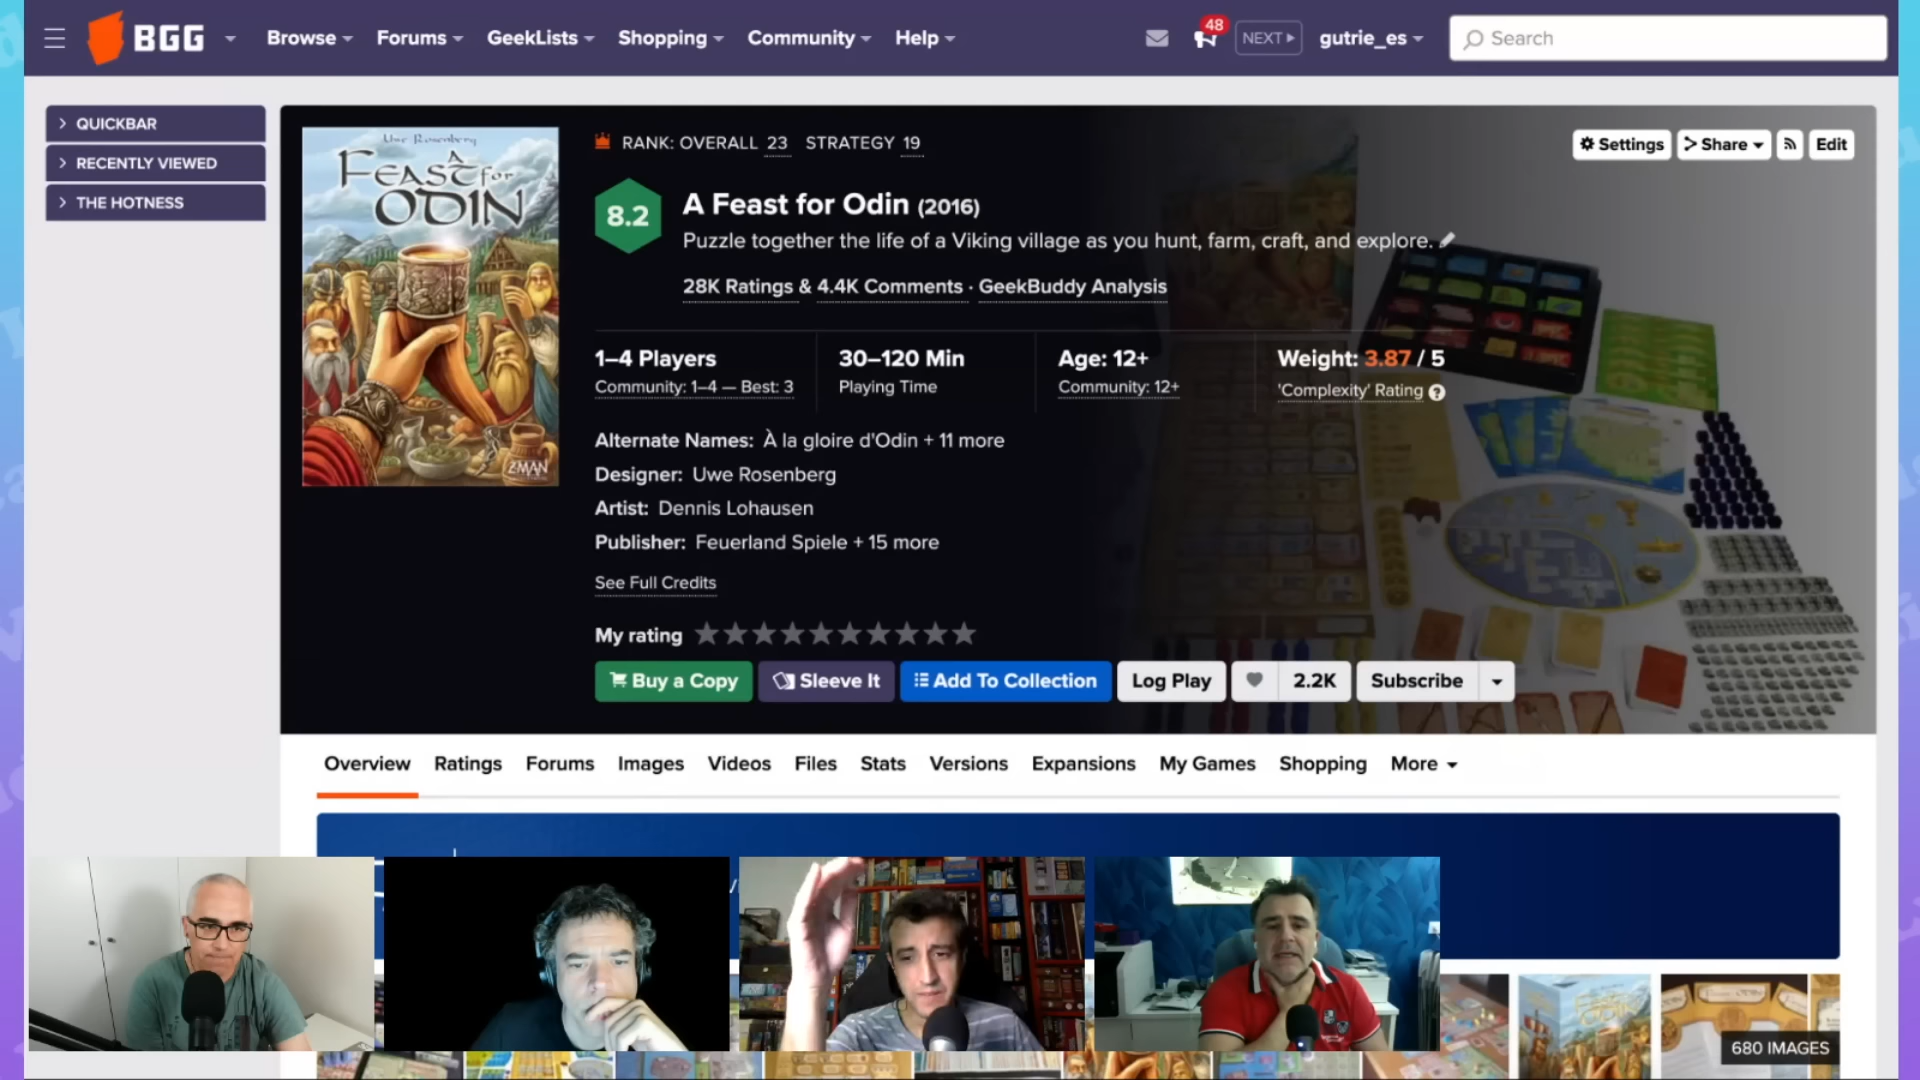 BGG
Browse
Forums
GeekLists
Shopping
Community
Help
48
NEXT
gutrie_es
Search
QUICKBAR
RECENTLY VIEWED
THE HOTNESS
Uwe Rosenberg
A
FEAST for
ODIN
Z-MAN
RANK: OVERALL 23 STRATEGY 19
Settings
Share
Edit
8.2
A Feast for Odin (2016)
Puzzle together the life of a Viking village as you hunt, farm, craft, and explore.
28K Ratings & 4.4K Comments · GeekBuddy Analysis
1–4 Players
Community: 1–4 — Best: 3
30–120 Min
Playing Time
Age: 12+
Community: 12+
Weight: 3.87 / 5
'Complexity' Rating ?
Alternate Names: À la gloire d'Odin + 11 more
Designer: Uwe Rosenberg
Artist: Dennis Lohausen
Publisher: Feuerland Spiele + 15 more
See Full Credits
My rating
Buy a Copy
Sleeve It
Add To Collection
Log Play
2.2K
Subscribe
Overview
Ratings
Forums
Images
Videos
Files
Stats
Versions
Expansions
My Games
Shopping
More
680 IMAGES